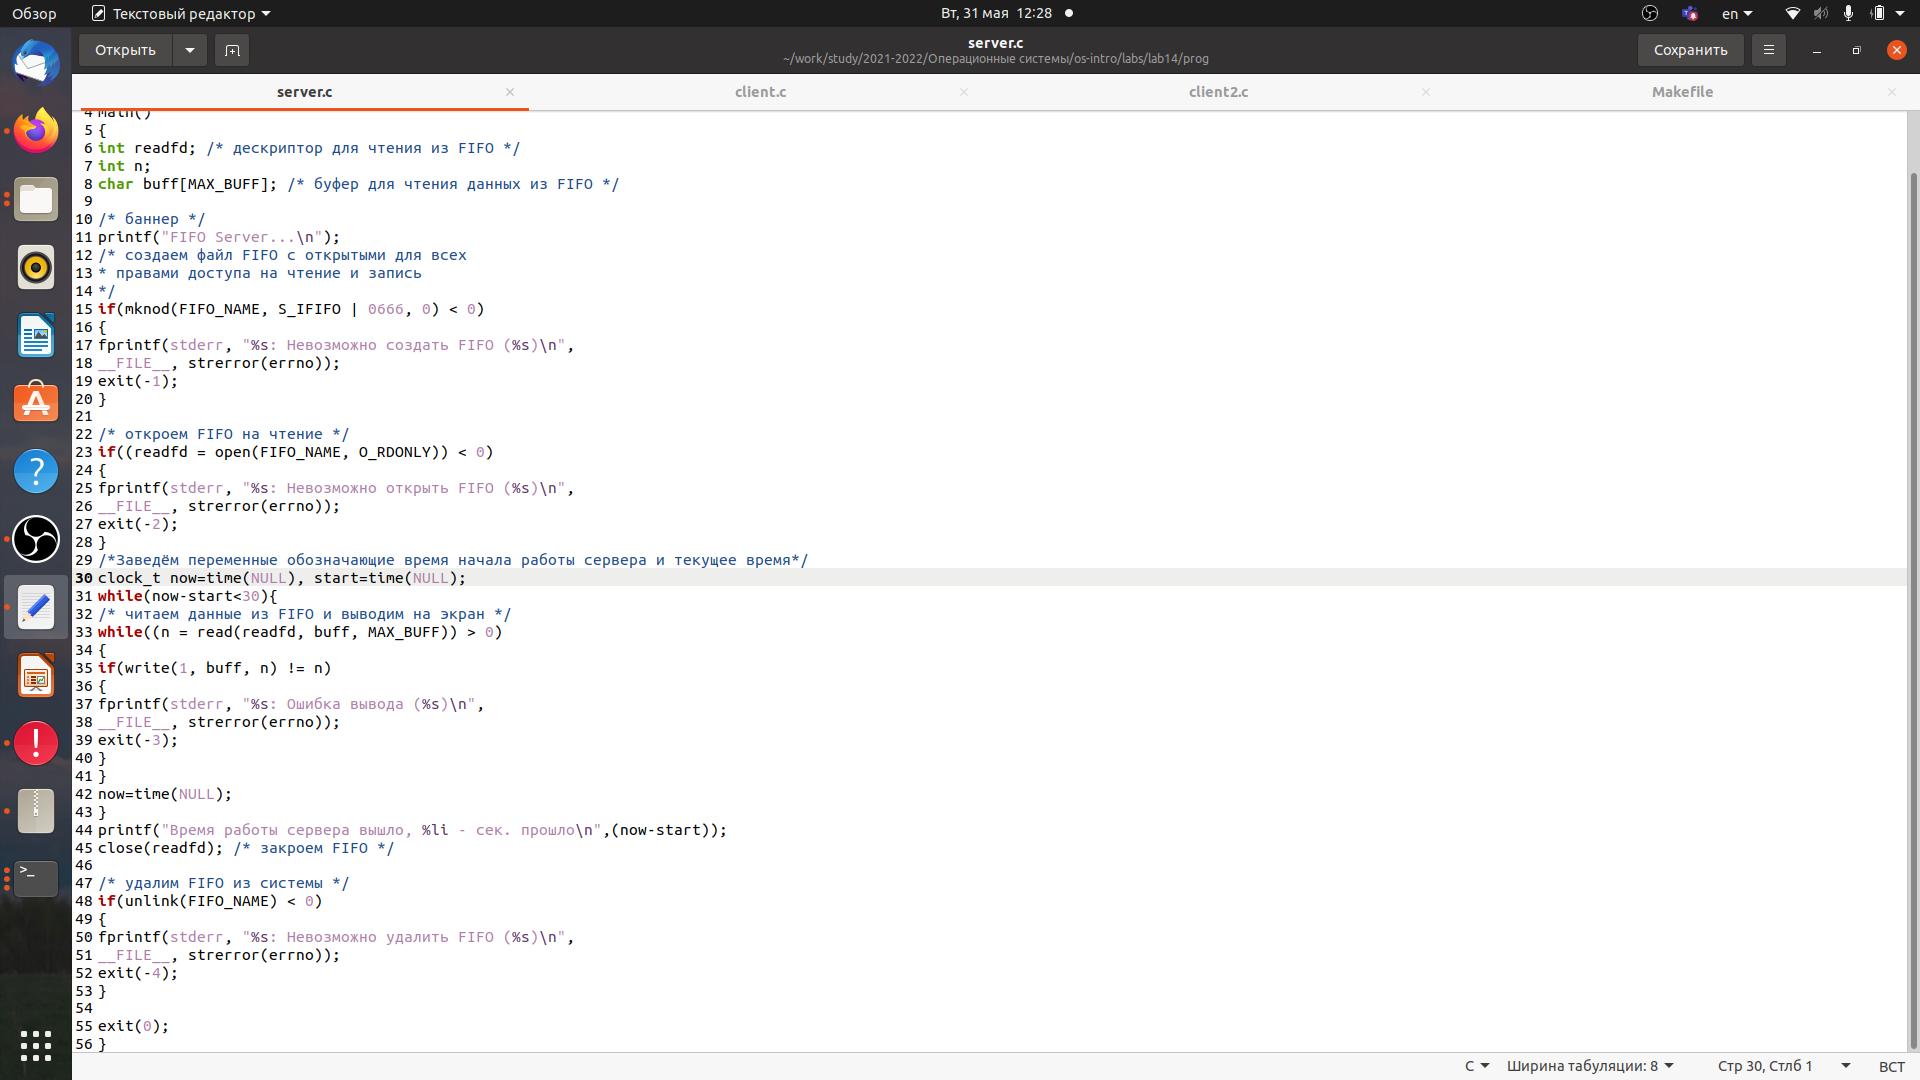 Обзор
Текстовый редактор
Вт, 31 мая 12:28
en
Открыть
server.c
~/work/study/2021-2022/Операционные системы/os-intro/labs/lab14/prog
Сохранить
server.c
client.c
client2.c
Makefile
4 main()
5 {
6 int readfd; /* дескриптор для чтения из FIFO */
7 int n;
8 char buff[MAX_BUFF]; /* буфер для чтения данных из FIFO */
9
10 /* баннер */
11 printf("FIFO Server...\n");
12 /* создаем файл FIFO с открытыми для всех
13 * правами доступа на чтение и запись
14 */
15 if(mknod(FIFO_NAME, S_IFIFO | 0666, 0) < 0)
16 {
17 fprintf(stderr, "%s: Невозможно создать FIFO (%s)\n",
18 __FILE__, strerror(errno));
19 exit(-1);
20 }
21
22 /* откроем FIFO на чтение */
23 if((readfd = open(FIFO_NAME, O_RDONLY)) < 0)
24 {
25 fprintf(stderr, "%s: Невозможно открыть FIFO (%s)\n",
26 __FILE__, strerror(errno));
27 exit(-2);
28 }
29 /*Заведём переменные обозначающие время начала работы сервера и текущее время*/
30 clock_t now=time(NULL), start=time(NULL);
31 while(now-start<30){
32 /* читаем данные из FIFO и выводим на экран */
33 while((n = read(readfd, buff, MAX_BUFF)) > 0)
34 {
35 if(write(1, buff, n) != n)
36 {
37 fprintf(stderr, "%s: Ошибка вывода (%s)\n",
38 __FILE__, strerror(errno));
39 exit(-3);
40 }
41 }
42 now=time(NULL);
43 }
44 printf("Время работы сервера вышло, %li - сек. прошло\n",(now-start));
45 close(readfd); /* закроем FIFO */
46
47 /* удалим FIFO из системы */
48 if(unlink(FIFO_NAME) < 0)
49 {
50 fprintf(stderr, "%s: Невозможно удалить FIFO (%s)\n",
51 __FILE__, strerror(errno));
52 exit(-4);
53 }
54
55 exit(0);
56 }
C
Ширина табуляции: 8
Стр 30, Стлб 1
ВСТ